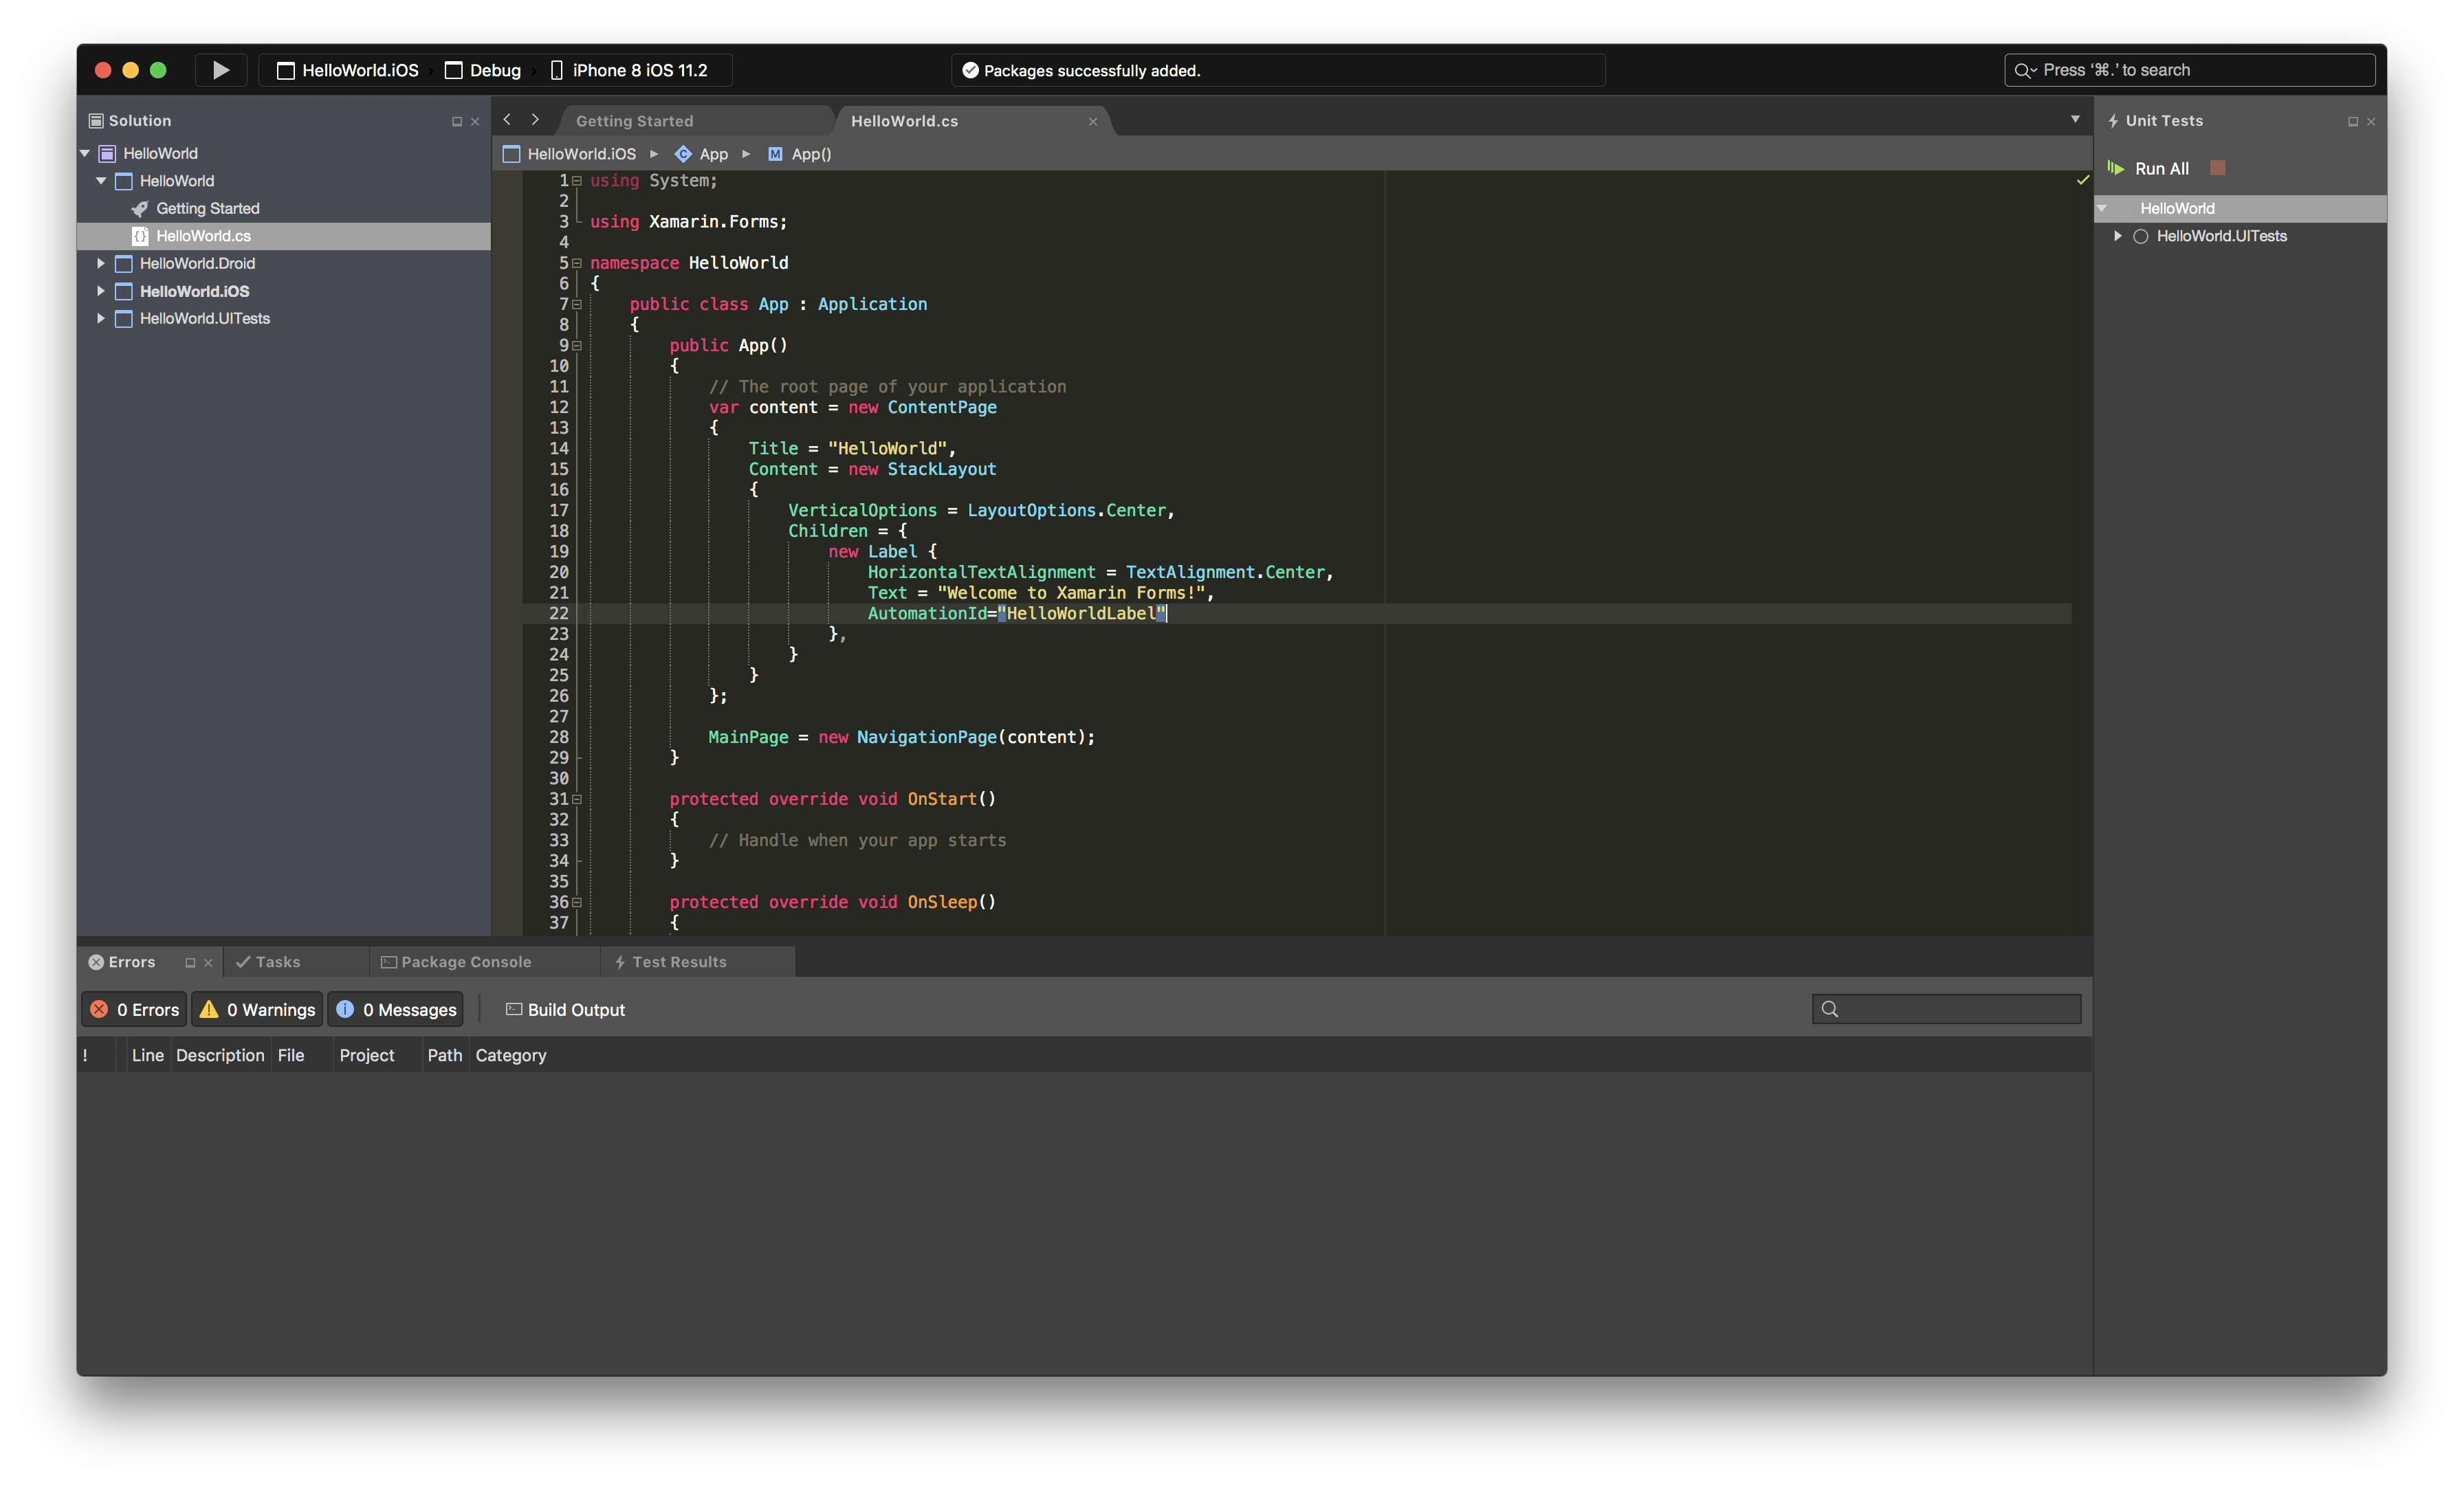 HelloWorld.iOS › Debug › iPhone 8 iOS 11.2
Packages successfully added.
Press ‘⌘.’ to search
Solution
HelloWorld
HelloWorld
Getting Started
HelloWorld.cs
HelloWorld.Droid
HelloWorld.iOS
HelloWorld.UITests
Getting Started
HelloWorld.cs
HelloWorld.iOS
App
M App()
1 using System;
2
3 using Xamarin.Forms;
4
5 namespace HelloWorld
6 {
7     public class App : Application
8     {
9         public App()
10         {
11             // The root page of your application
12             var content = new ContentPage
13             {
14                 Title = "HelloWorld",
15                 Content = new StackLayout
16                 {
17                     VerticalOptions = LayoutOptions.Center,
18                     Children = {
19                         new Label {
20                             HorizontalTextAlignment = TextAlignment.Center,
21                             Text = "Welcome to Xamarin Forms!",
22                             AutomationId="HelloWorldLabel"
23                         },
24                     }
25                 }
26             };
27
28             MainPage = new NavigationPage(content);
29         }
30
31         protected override void OnStart()
32         {
33             // Handle when your app starts
34         }
35
36         protected override void OnSleep()
37         {
Unit Tests
Run All
HelloWorld
HelloWorld.UITests
Errors
Tasks
Package Console
Test Results
0 Errors
0 Warnings
0 Messages
Build Output
! Line Description File Project Path Category